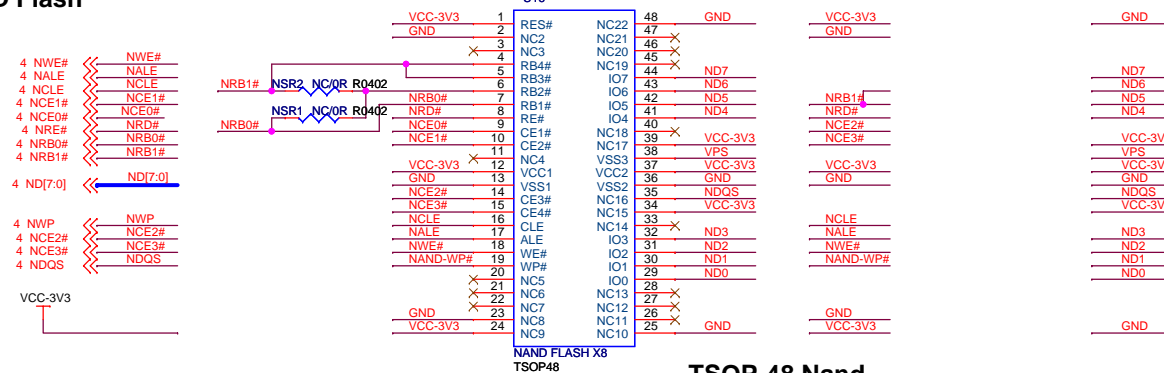 VCC-3V3 1 RES# NC22 48 GND VCC-3V3 GND
GND 2 NC2 NC21 47 GND
3 NC3 NC20 46
4 NWE# NWE# 4 RB4# NC19 45
4 NALE NALE 5 RB3# IO7 44 ND7 ND7
4 NCLE NCLE NRB1# NSR2 NC/0R R0402 6 RB2# IO6 43 ND6 ND6
4 NCE1# NCE1# NRB0# 7 RB1# IO5 42 ND5 NRB1# ND5
4 NCE0# NCE0# NSR1 NC/0R R0402 NRD# 8 RE# IO4 41 ND4 NRD# ND4
4 NRE# NRD# NRB0# NCE0# 9 CE1# NC18 40 NCE2#
4 NRB0# NRB0# NCE1# 10 CE2# NC17 39 VCC-3V3 NCE3# VCC-3V
4 NRB1# NRB1# 11 NC4 VSS3 38 VPS VPS
VCC-3V3 12 VCC1 VCC2 37 VCC-3V3 VCC-3V3 VCC-3V
4 ND[7:0] ND[7:0] GND 13 VSS1 VSS2 36 GND GND GND
NCE2# 14 CE3# NC16 35 NDQS NDQS
NCE3# 15 CE4# NC15 34 VCC-3V3 VCC-3V
4 NWP NWP NCLE 16 CLE NC14 33 NCLE
4 NCE2# NCE2# NALE 17 ALE IO3 32 ND3 NALE ND3
4 NCE3# NCE3# NWE# 18 WE# IO2 31 ND2 NWE# ND2
4 NDQS NDQS NAND-WP# 19 WP# IO1 30 ND1 NAND-WP# ND1
20 NC5 IO0 29 ND0 ND0
VCC-3V3 21 NC6 NC13 28
22 NC7 NC12 27
GND 23 NC8 NC11 26 GND
VCC-3V3 24 NC9 NC10 25 GND VCC-3V3 GND
NAND FLASH X8
TSOP48